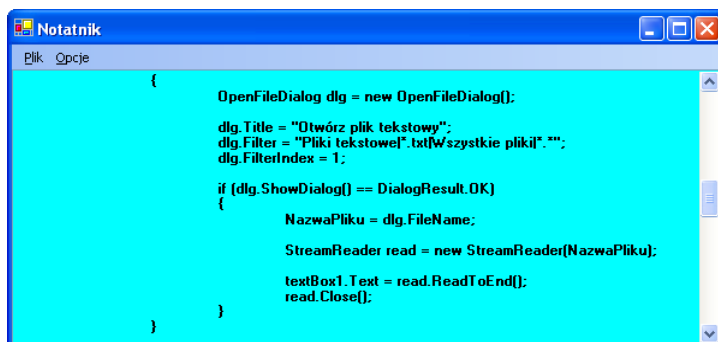 Notatnik
Plik Opcje
{
OpenFileDialog dlg = new OpenFileDialog();
dlg.Title = "Otwórz plik tekstowy";
dlg.Filter = "Pliki tekstowe|*.txt|Wszystkie pliki|*.*";
dlg.FilterIndex = 1;
if (dlg.ShowDialog() == DialogResult.OK)
{
NazwaPliku = dlg.FileName;
StreamReader read = new StreamReader(NazwaPliku);
textBox1.Text = read.ReadToEnd();
read.Close();
}
}